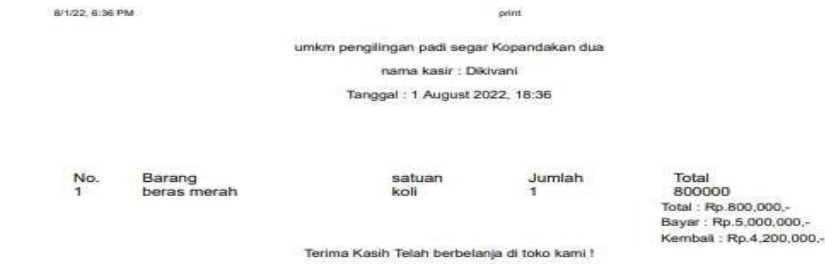 8/1/22, 6:36 PM print
umkm pengilingan padi segar Kopandakan dua
nama kasir : Dikivani
Tanggal : 1 August 2022, 18:36
No. Barang satuan Jumlah Total
1 beras merah koli 1 800000
Total : Rp.800,000,-
Bayar : Rp.5,000,000,-
Kembali : Rp.4,200,000,-
Terima Kasih Telah berbelanja di toko kami !